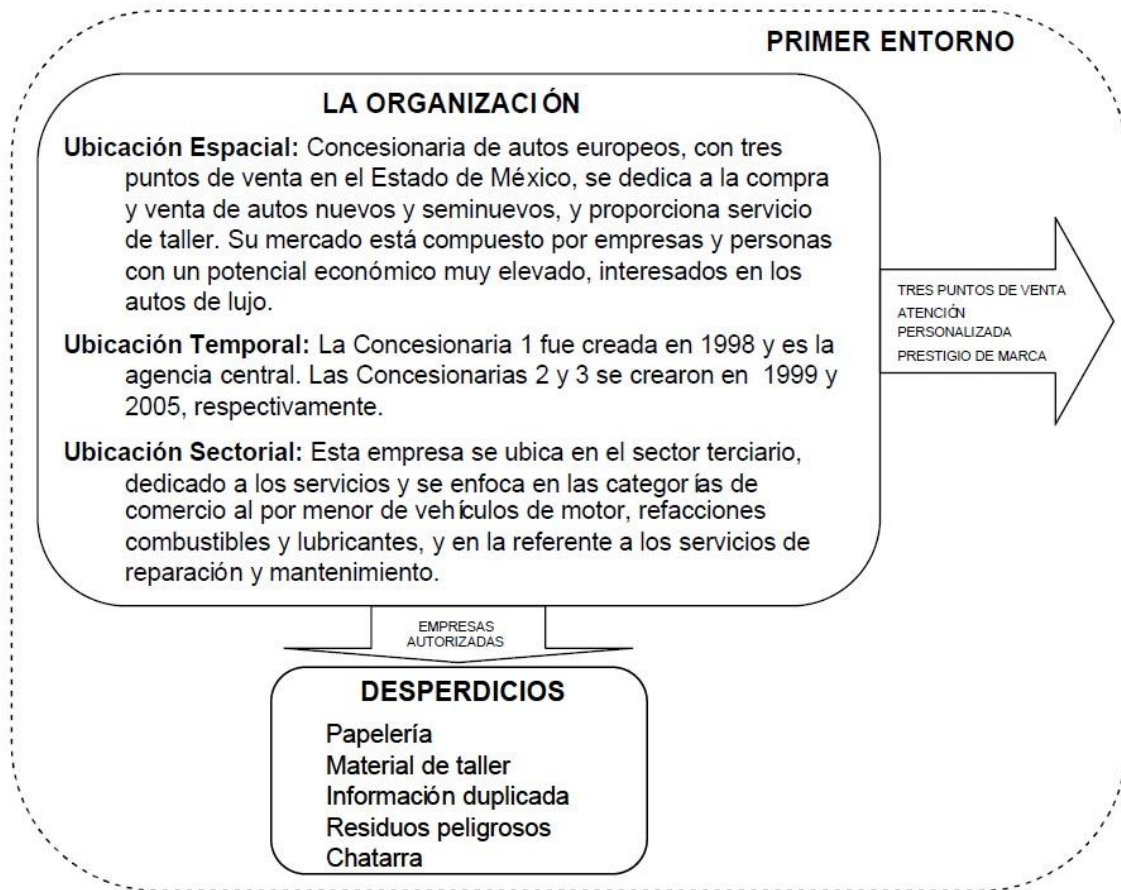 PRIMER ENTORNO
LA ORGANIZACIÓN
Ubicación Espacial: Concesionaria de autos europeos, con tres
puntos de venta en el Estado de México, se dedica a la compra
y venta de autos nuevos y seminuevos, y proporciona servicio
de taller. Su mercado está compuesto por empresas y personas
con un potencial económico muy elevado, interesados en los
autos de lujo.
Ubicación Temporal: La Concesionaria 1 fue creada en 1998 y es la
agencia central. Las Concesionarias 2 y 3 se crearon en 1999 y
2005, respectivamente.
Ubicación Sectorial: Esta empresa se ubica en el sector terciario,
dedicado a los servicios y se enfoca en las categorías de
comercio al por menor de vehículos de motor, refacciones
combustibles y lubricantes, y en la referente a los servicios de
reparación y mantenimiento.
TRES PUNTOS DE VENTA
ATENCIÓN
PERSONALIZADA
PRESTIGIO DE MARCA
EMPRESAS
AUTORIZADAS
DESPERDICIOS
Papelería
Material de taller
Información duplicada
Residuos peligrosos
Chatarra